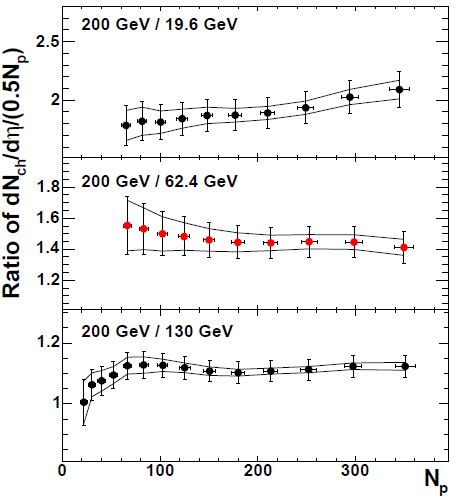 Ratio of dN_ch/dη/(0.5N_p)
200 GeV / 19.6 GeV
2.5
2
200 GeV / 62.4 GeV
1.8
1.6
1.4
1.2
200 GeV / 130 GeV
1.2
1
0 100 200 300 N_p